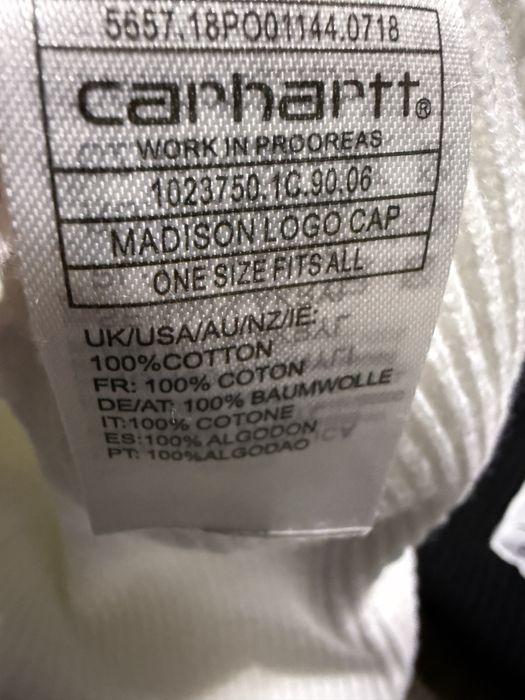 5657.18PO01144.0718
carhartt®
WORK IN PROOREAS
1023750.1C.90.06
MADISON LOGO CAP
ONE SIZE FITS ALL
UK/USA/AU/NZ/IE:
100%COTTON
FR: 100% COTON
DE/AT: 100% BAUMWOLLE
IT:100% COTONE
ES:100% ALGODON
PT: 100%ALGODAO